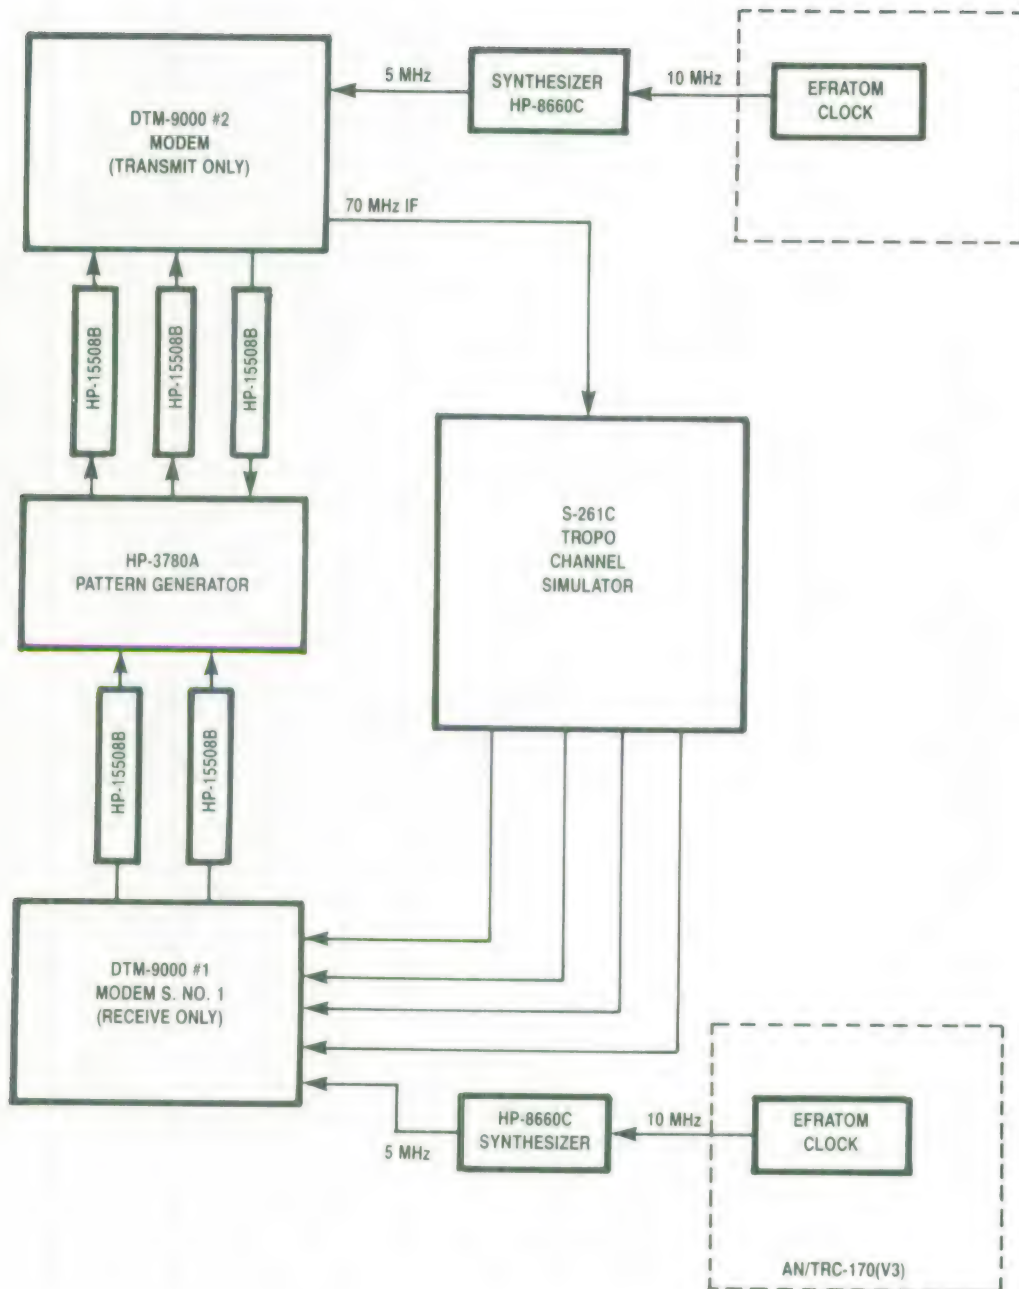 DTM-9000 #2
MODEM
(TRANSMIT ONLY)
5 MHz
SYNTHESIZER
HP-8660C
10 MHz
EFRATOM
CLOCK
70 MHz IF
HP-15508B
HP-15508B
HP-15508B
HP-3780A
PATTERN GENERATOR
S-261C
TROPO
CHANNEL
SIMULATOR
HP-15508B
HP-15508B
DTM-9000 #1
MODEM S. NO. 1
(RECEIVE ONLY)
5 MHz
HP-8660C
SYNTHESIZER
10 MHz
EFRATOM
CLOCK
AN/TRC-170(V3)